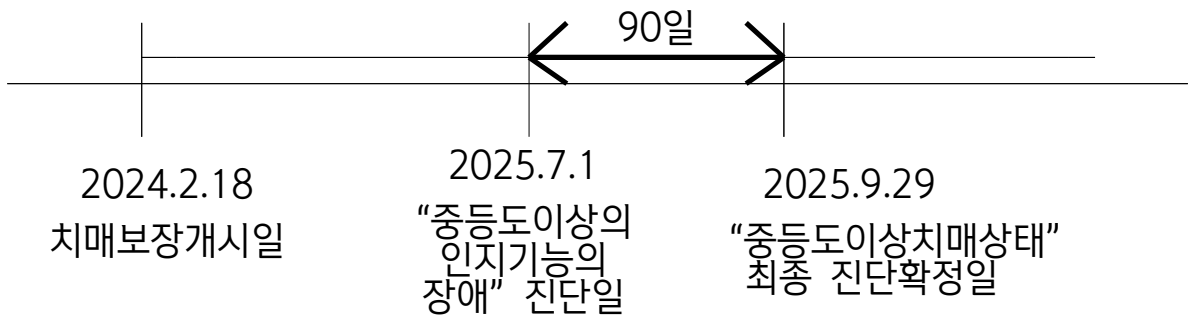 90일
2024.2.18
치매보장개시일
2025.7.1
“중등도이상의
인지기능의
장애” 진단일
2025.9.29
“중등도이상치매상태”
최종 진단확정일